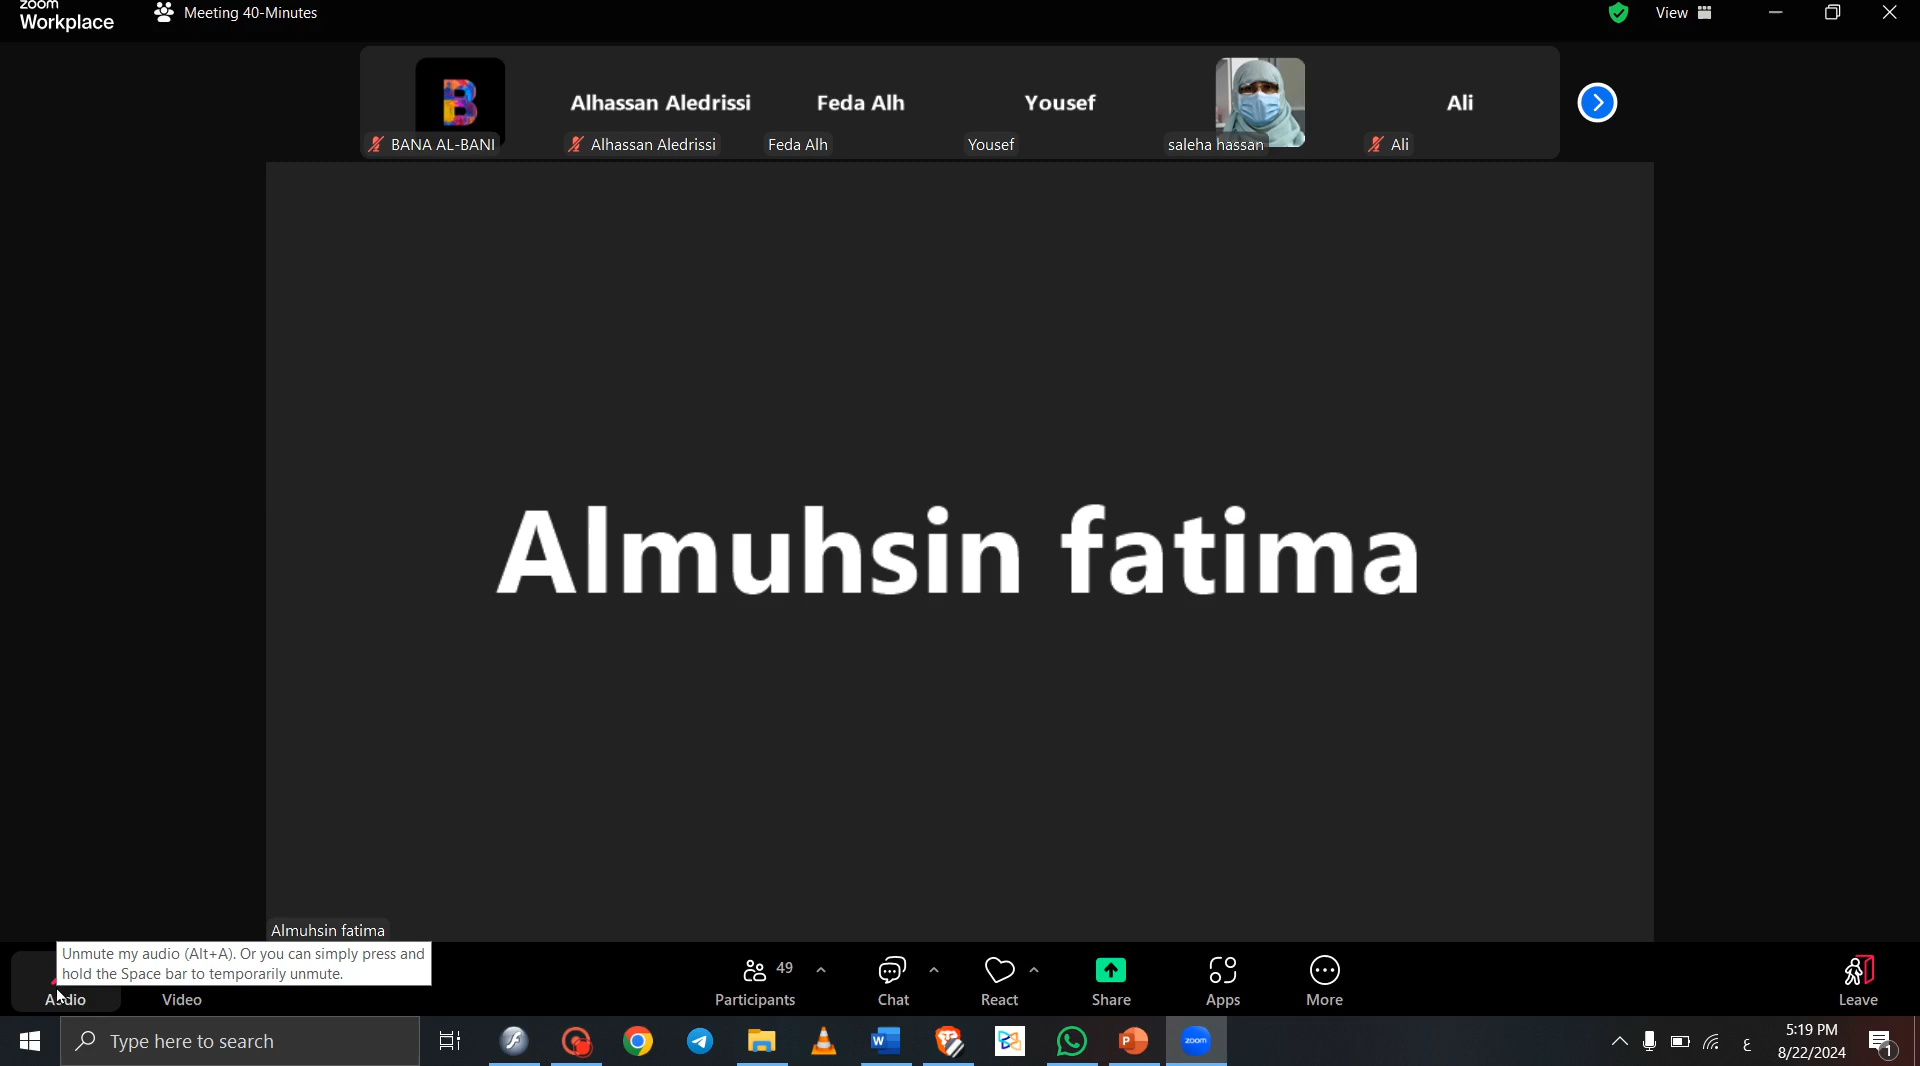 zoom
Workplace
Meeting 40-Minutes
View
B
Alhassan Aledrissi
Feda Alh
Yousef
Ali
BANA AL-BANI
Alhassan Aledrissi
Feda Alh
Yousef
saleha hassan
Ali
Almuhsin fatima
Almuhsin fatima
Unmute my audio (Alt+A). Or you can simply press and
hold the Space bar to temporarily unmute.
Audio
Video
49
Participants
Chat
React
Share
Apps
More
Leave
Type here to search
W
P
zoom
ع
5:19 PM
8/22/2024
1